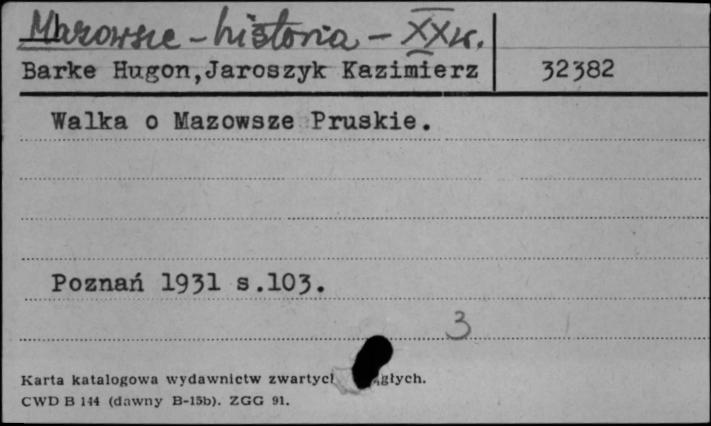 Mazowsze - historia - XX w.
Barke Hugon,Jaroszyk Kazimierz 32382
Walka o Mazowsze Pruskie.
Poznań 1931 s.103.
3
Karta katalogowa wydawnictw zwartych
CWD B 144 (dawny B-15b). ZGG 91.